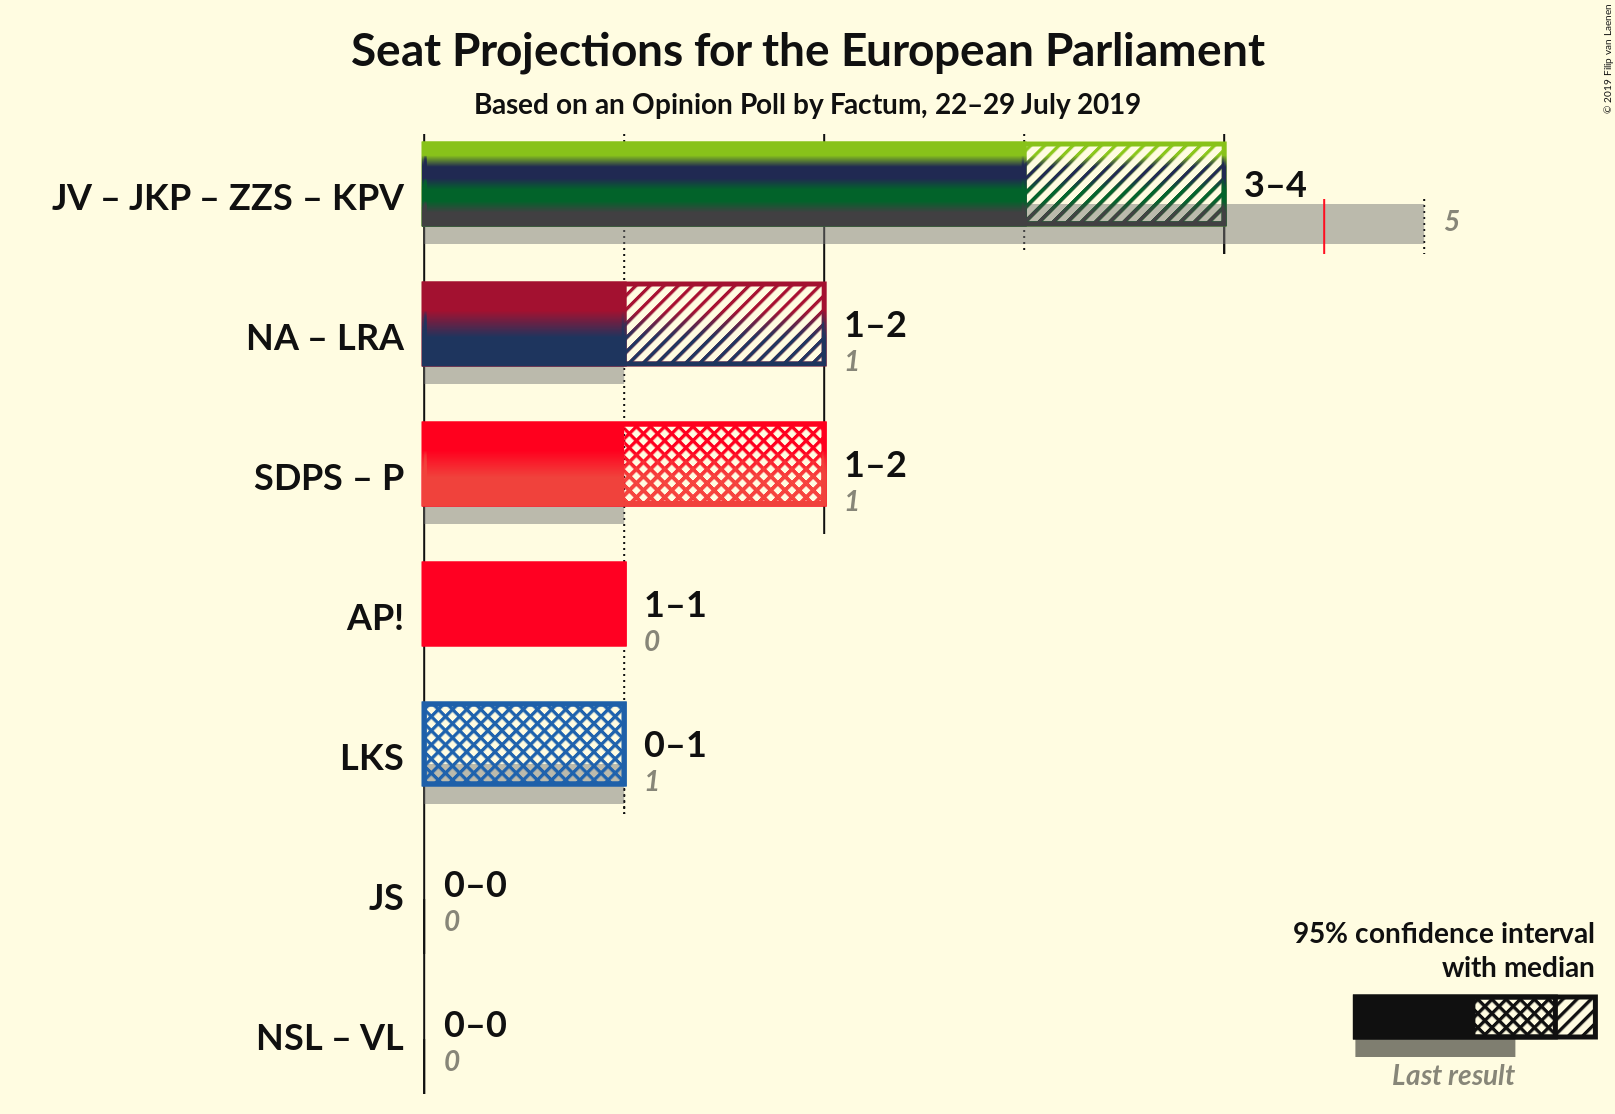 Seat Projections for the European Parliament
Based on an Opinion Poll by Factum, 22–29 July 2019
© 2019 Filip van Laenen
JV – JKP – ZZS – KPV
3–4
5
NA – LRA
1–2
1
SDPS – P
1–2
1
AP!
1–1
0
LKS
0–1
1
JS
0–0
0
NSL – VL
0–0
0
95% confidence interval
with median
Last result